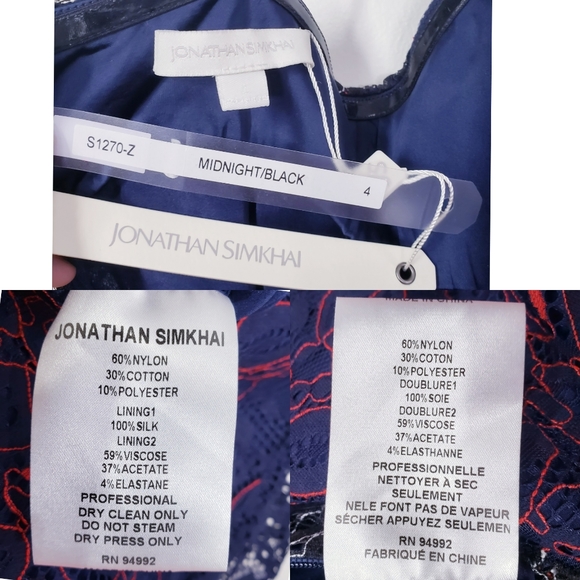 JONATHAN SIMKHAI
S1270-Z
MIDNIGHT/BLACK
4
JONATHAN SIMKHAI
JONATHAN SIMKHAI
60%NYLON
30%COTTON
10%POLYESTER
LINING1
100%SILK
LINING2
59%VISCOSE
37%ACETATE
4%ELASTANE
PROFESSIONAL
DRY CLEAN ONLY
DO NOT STEAM
DRY PRESS ONLY
RN 94992
MADE IN CHINA
60%NYLON
30%COTON
10%POLYESTER
DOUBLURE1
100%SOIE
DOUBLURE2
59%VISCOSE
37%ACETATE
4%ELASTHANNE
PROFESSIONNELLE
NETTOYER A SEC
SEULEMENT
NELE FONT PAS DE VAPEUR
SÉCHER APPUYEZ SEULEMEN
RN 94992
FABRIQUÉ EN CHINE